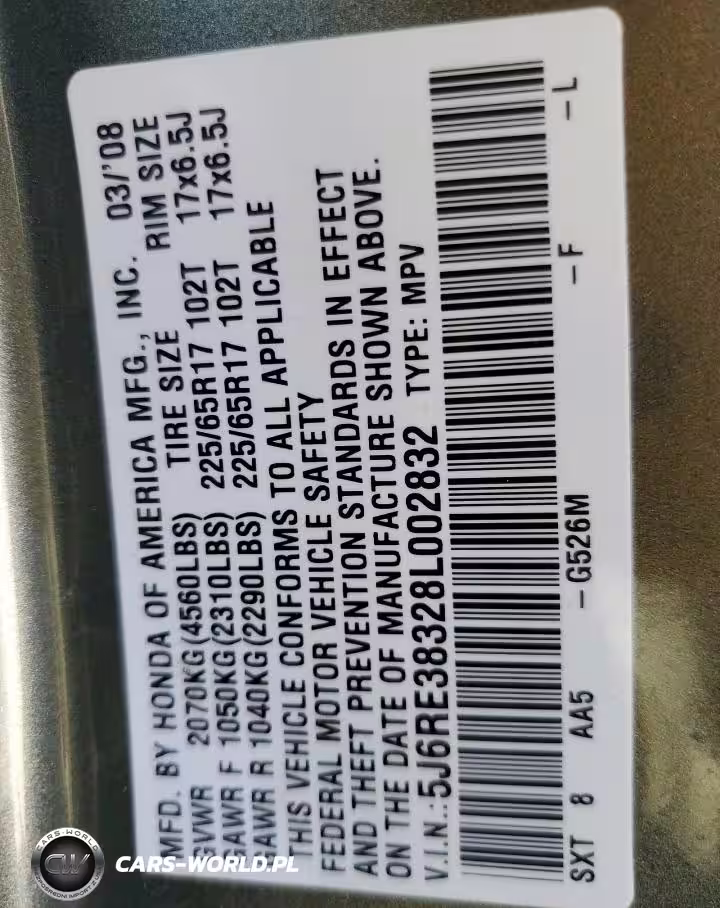 MFD. BY HONDA OF AMERICA MFG., INC. 03/'08
GVWR 2070KG(4560LBS) TIRE SIZE RIM SIZE
GAWR F 1050KG(2310LBS) 225/65R17 102T 17x6.5J
GAWR R 1040KG(2290LBS) 225/65R17 102T 17x6.5J
THIS VEHICLE CONFORMS TO ALL APPLICABLE
FEDERAL MOTOR VEHICLE SAFETY
AND THEFT PREVENTION STANDARDS IN EFFECT
ON THE DATE OF MANUFACTURE SHOWN ABOVE.
V.I.N.:5J6RE38328L002832 TYPE: MPV
SXT 8 AA5 -G526M -F -L
CARS-WORLD
CW
CARS-WORLD.PL